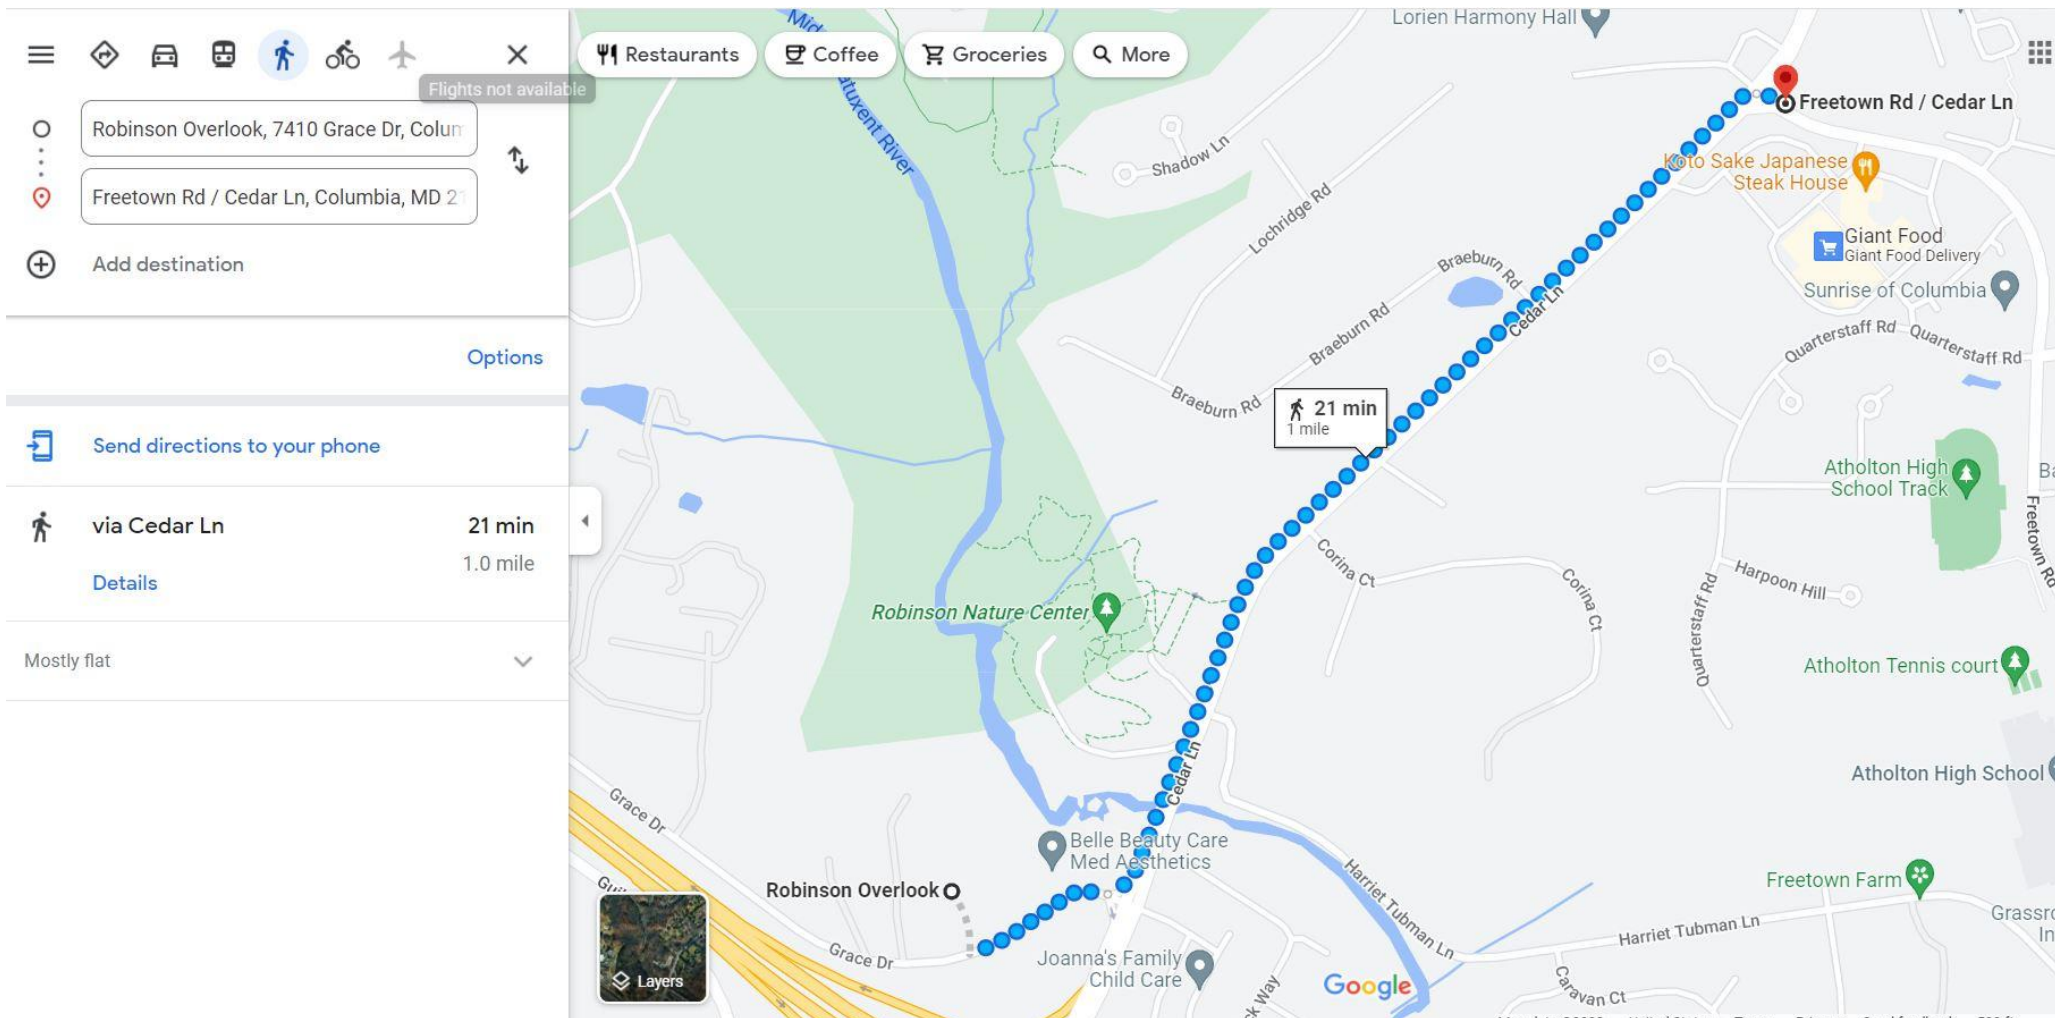 Flights not available
Robinson Overlook, 7410 Grace Dr, Colum
Freetown Rd / Cedar Ln, Columbia, MD 2
Add destination
Options
Send directions to your phone
via Cedar Ln
21 min
1.0 mile
Details
Mostly flat
Restaurants
Coffee
Groceries
More
Lorien Harmony Hall
Freetown Rd / Cedar Ln
Koto Sake Japanese
Steak House
Shadow Ln
Lochridge Rd
Giant Food
Giant Food Delivery
Braeburn Rd
Sunrise of Columbia
Cedar Ln
Braeburn Rd
Quarterstaff Rd
Quarterstaff Rd
Braeburn Rd
21 min
1 mile
Atholton High
School Track
Freetown Rd
Corina Ct
Corina Ct
Harpoon Hill
Robinson Nature Center
Quarterstaff Rd
Atholton Tennis court
Cedar Ln
Atholton High School
Grace Dr
Belle Beauty Care
Med Aesthetics
Robinson Overlook
Harriet Tubman Ln
Freetown Farm
Harriet Tubman Ln
Grace Dr
Joanna's Family
Child Care
Layers
Google
Caravan Ct